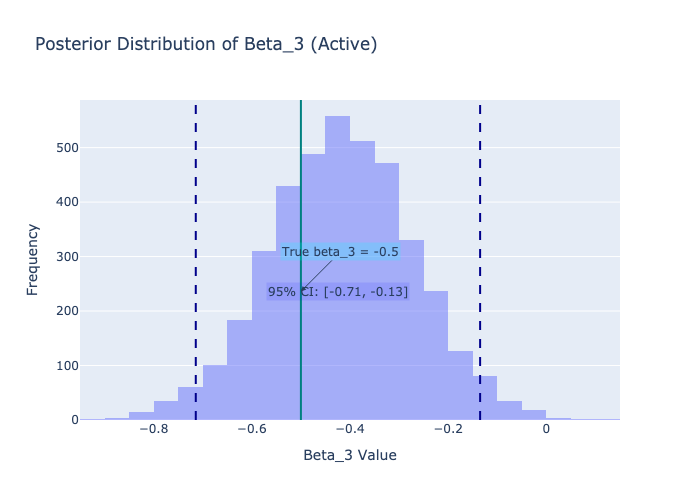 Posterior Distribution of Beta_3 (Active)
500
400
300
200
100
0
Frequency
True beta_3 = -0.5
95% CI: [-0.71, -0.13]
−0.8
−0.6
−0.4
−0.2
0
Beta_3 Value